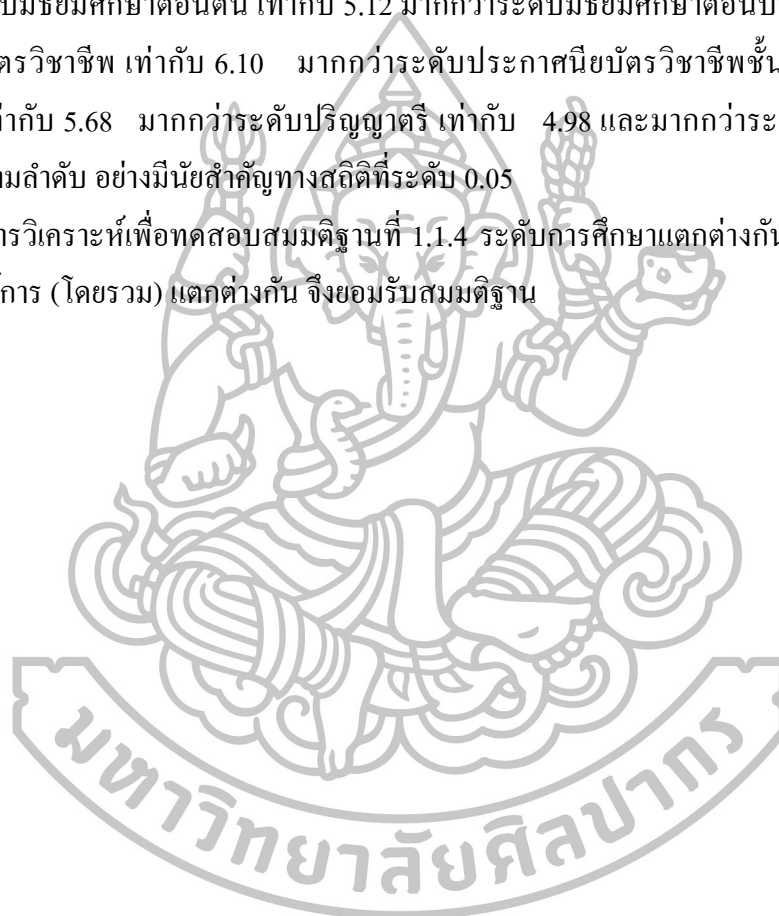 บมัธยมศึกษาตอนต้น เท่ากับ 5.12 มากกว่าระดับมัธยมศึกษาตอนป
ตรวิชาชีพ เท่ากับ 6.10 มากกว่าระดับประกาศนียบัตรวิชาชีพชั้น
ท่ากับ 5.68 มากกว่าระดับปริญญาตรี เท่ากับ 4.98 และมากกว่าระ
ามลำดับ อย่างมีนัยสำคัญทางสถิติที่ระดับ 0.05
ารวิเคราะห์เพื่อทดสอบสมมติฐานที่ 1.1.4 ระดับการศึกษาแตกต่างกัน
การ (โดยรวม) แตกต่างกัน จึงยอมรับสมมติฐาน
มหาวิทยาลัยศิลปากร